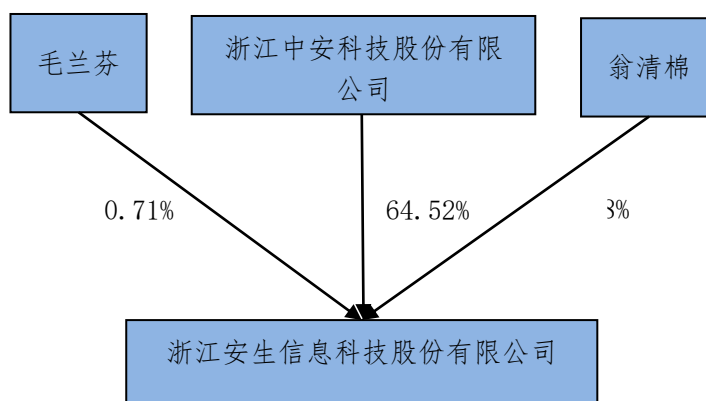 毛兰芬
浙江中安科技股份有限
公司
翁清棉
0.71%
64.52%
%
浙江安生信息科技股份有限公司